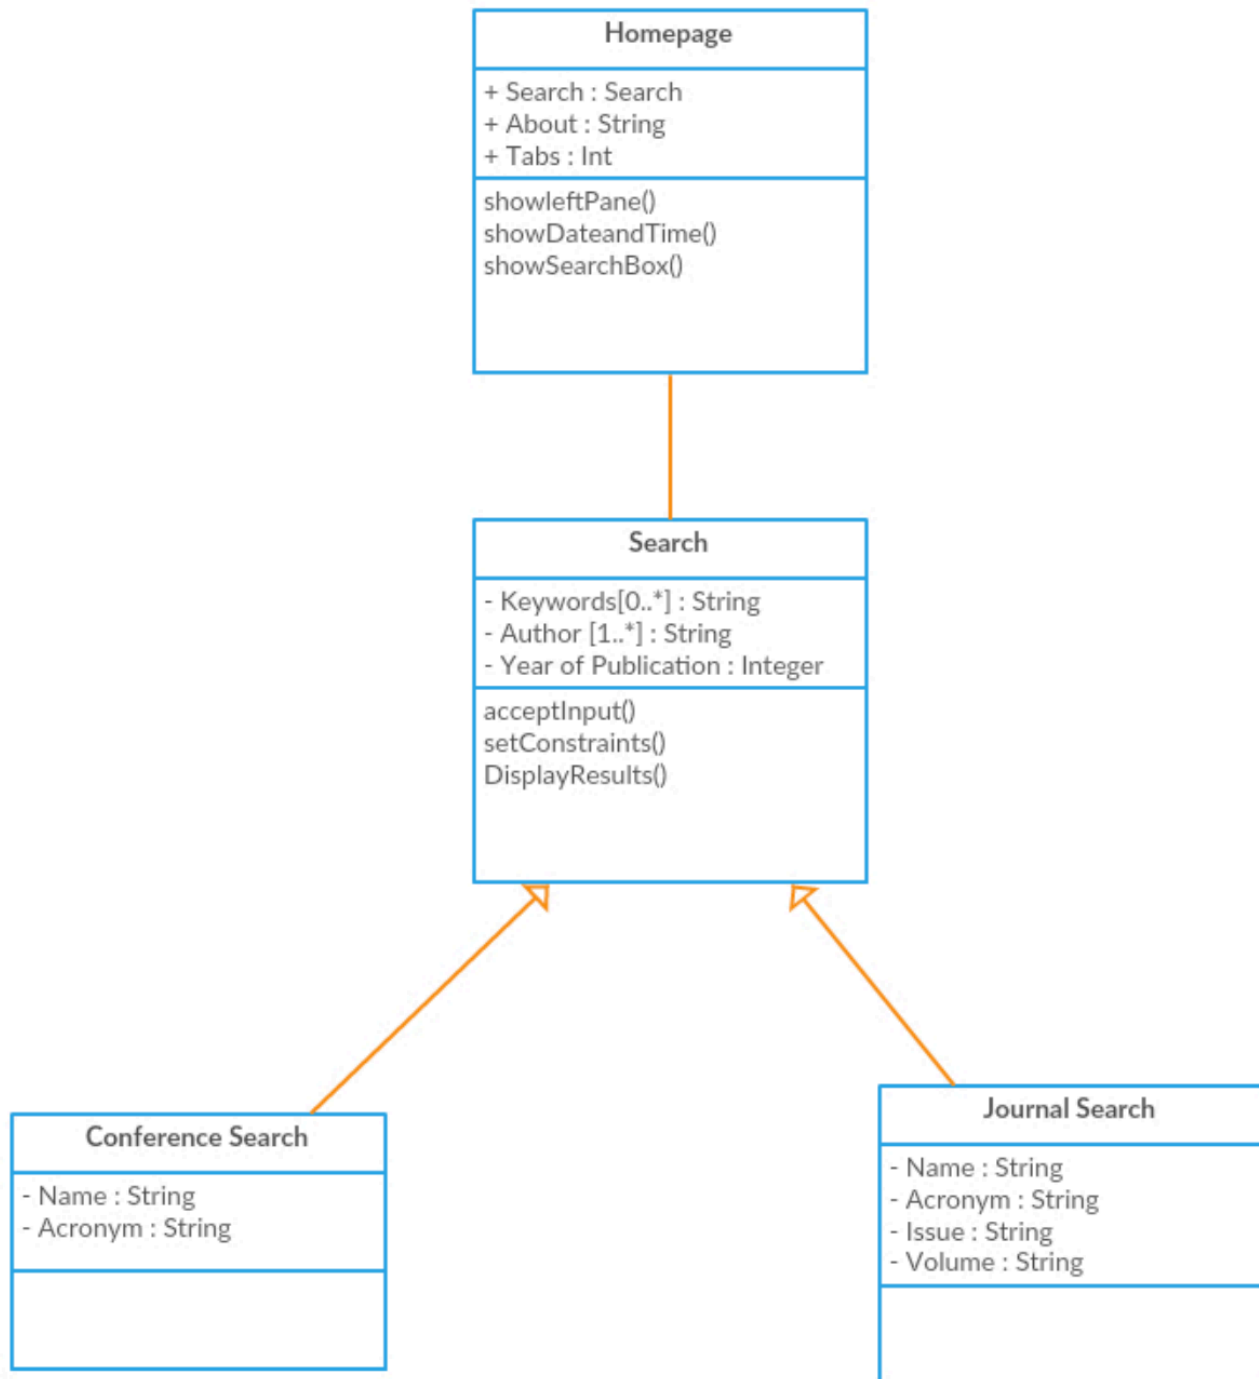 Homepage
+ Search : Search
+ About : String
+ Tabs : Int
showleftPane()
showDateandTime()
showSearchBox()
Search
- Keywords[0..*] : String
- Author [1..*] : String
- Year of Publication : Integer
acceptInput()
setConstraints()
DisplayResults()
Conference Search
- Name : String
- Acronym : String
Journal Search
- Name : String
- Acronym : String
- Issue : String
- Volume : String